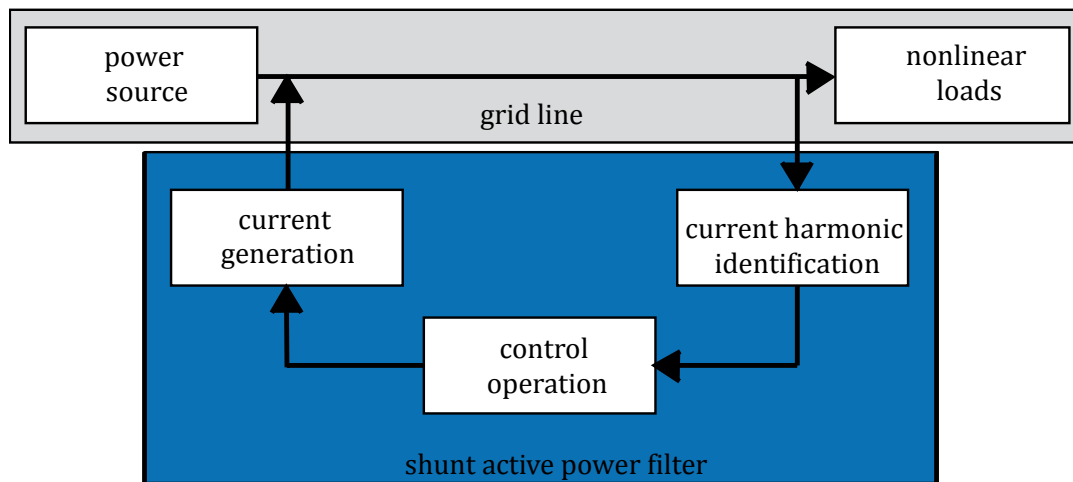 power
source
nonlinear
loads
grid line
current
generation
current harmonic
identification
control
operation
shunt active power filter